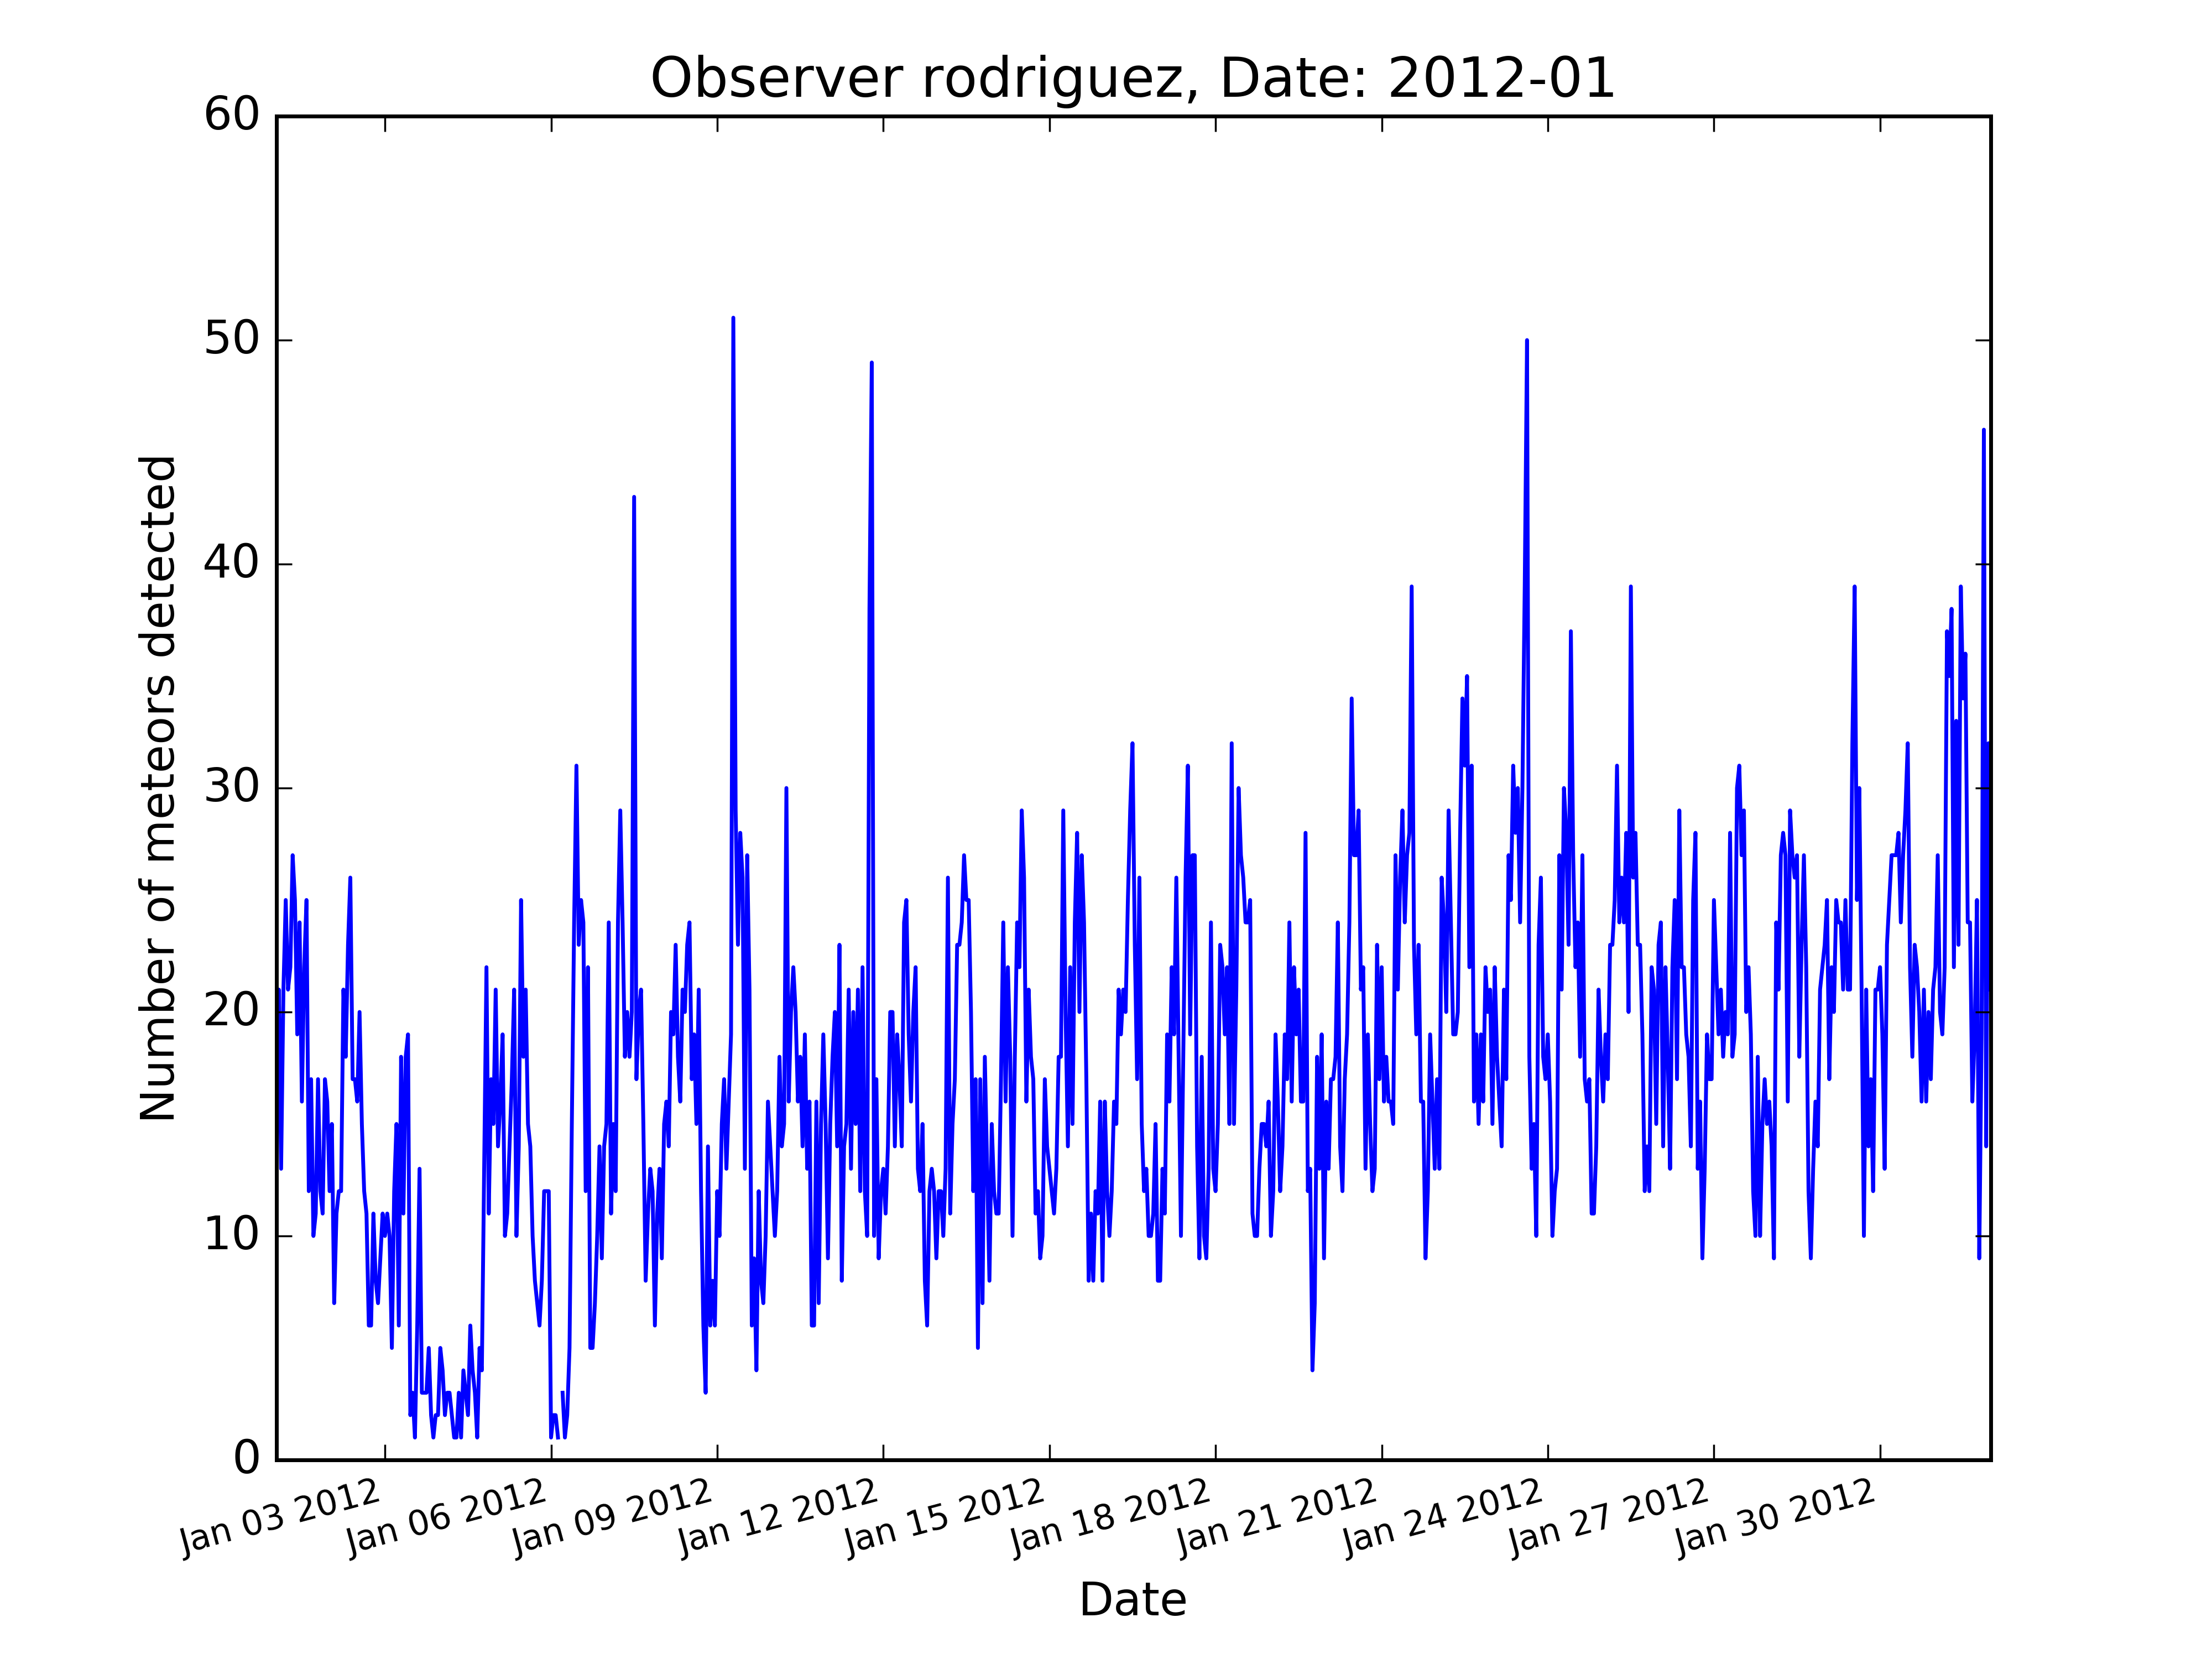 Observer rodriguez, Date: 2012-01
60
50
40
30
20
10
0
Number of meteors detected
Jan 03 2012
Jan 06 2012
Jan 09 2012
Jan 12 2012
Jan 15 2012
Jan 18 2012
Jan 21 2012
Jan 24 2012
Jan 27 2012
Jan 30 2012
Date